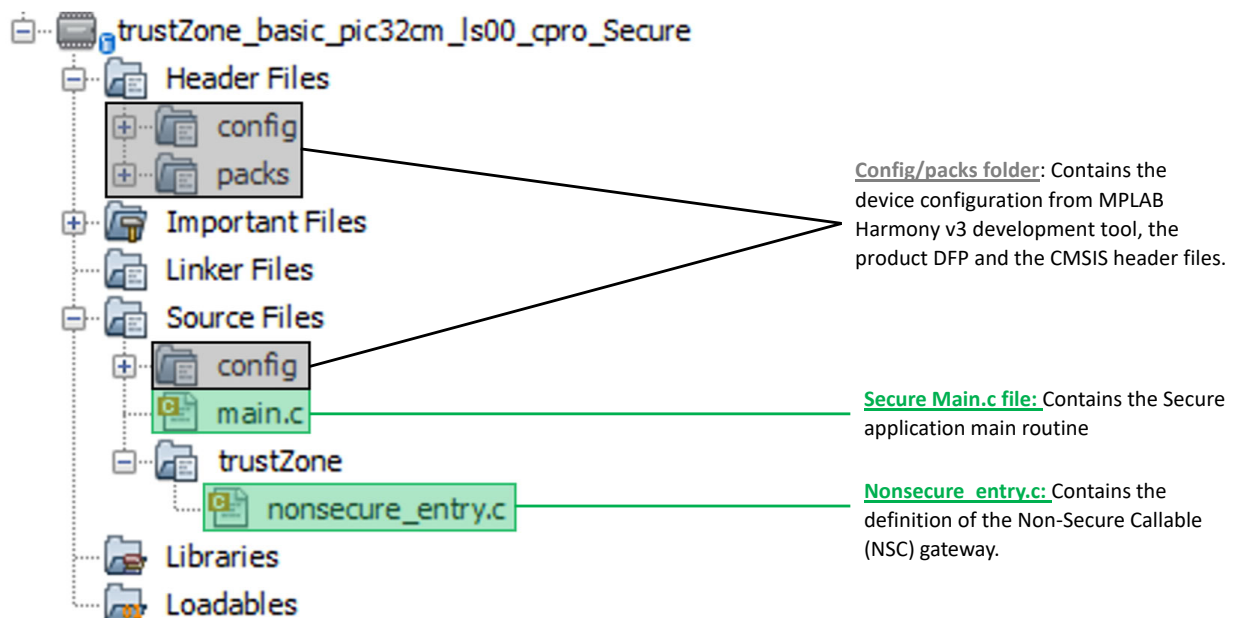 trustZone_basic_pic32cm_ls00_cpro_Secure
Header Files
config
packs
Important Files
Linker Files
Source Files
config
main.c
trustZone
nonsecure_entry.c
Libraries
Loadables
Config/packs folder: Contains the
device configuration from MPLAB
Harmony v3 development tool, the
product DFP and the CMSIS header files.
Secure Main.c file: Contains the Secure
application main routine
Nonsecure_entry.c: Contains the
definition of the Non-Secure Callable
(NSC) gateway.